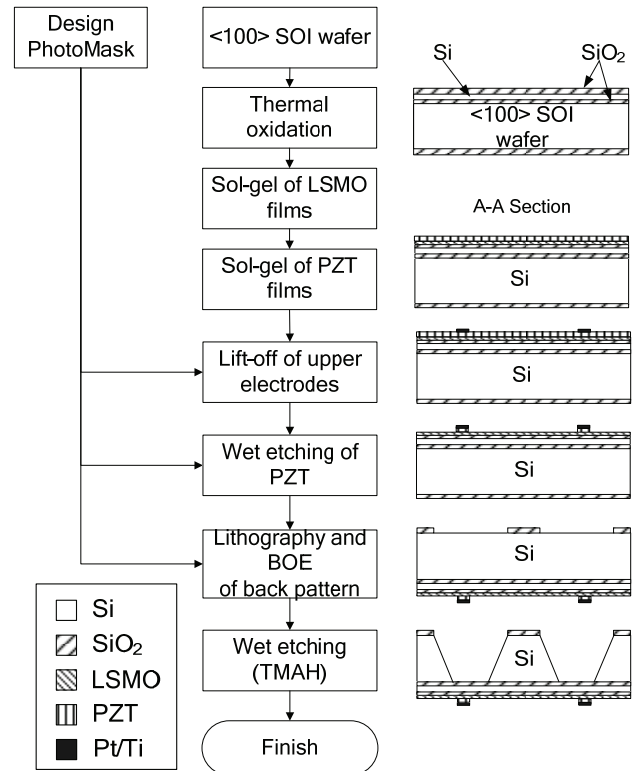 Design
PhotoMask
<100> SOI wafer
Thermal
oxidation
Sol-gel of LSMO
films
Sol-gel of PZT
films
Lift-off of upper
electrodes
Wet etching of
PZT
Lithography and
BOE
of back pattern
Wet etching
(TMAH)
Finish
Si
SiO2
<100> SOI
wafer
A-A Section
Si
Si
Si
Si
Si
Si
SiO2
LSMO
PZT
Pt/Ti